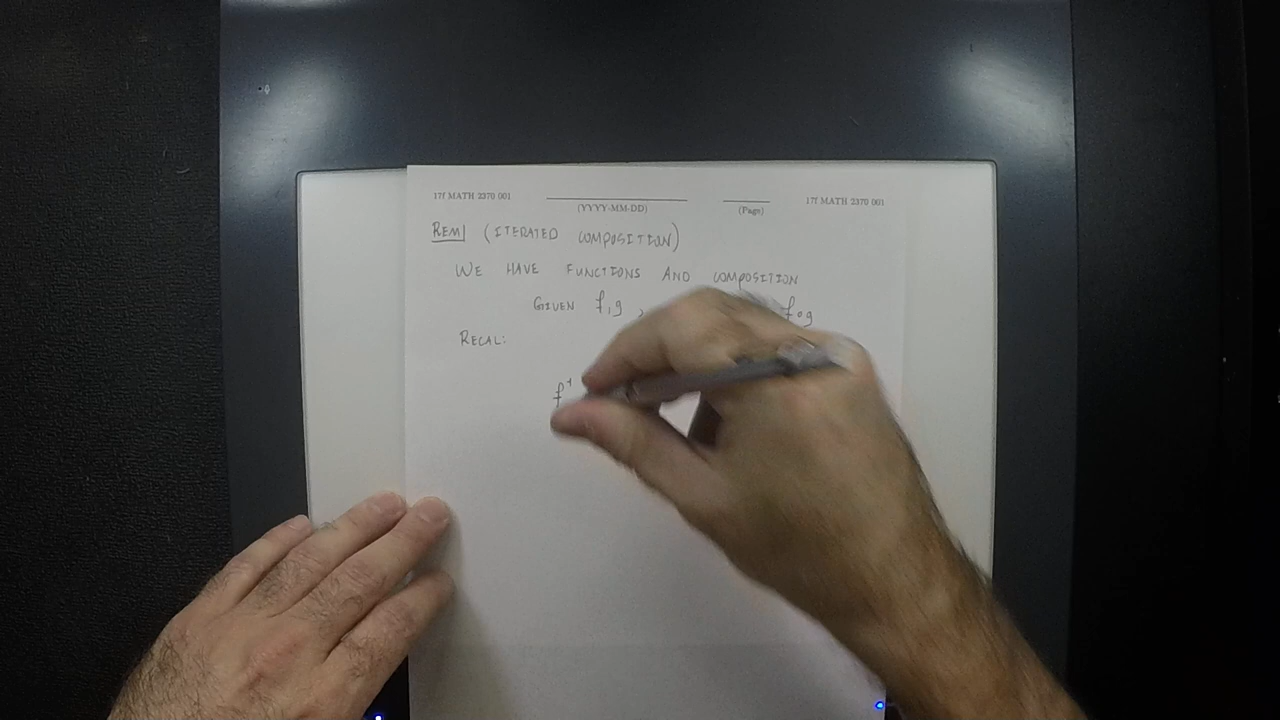 17f MATH 2370 001 (YYYY-MM-DD) (Page) 17f MATH 2370 001
REM (ITERATED COMPOSITION)
WE HAVE FUNCTIONS AND COMPOSITION
GIVEN f, g, f∘g
RECAL:
f